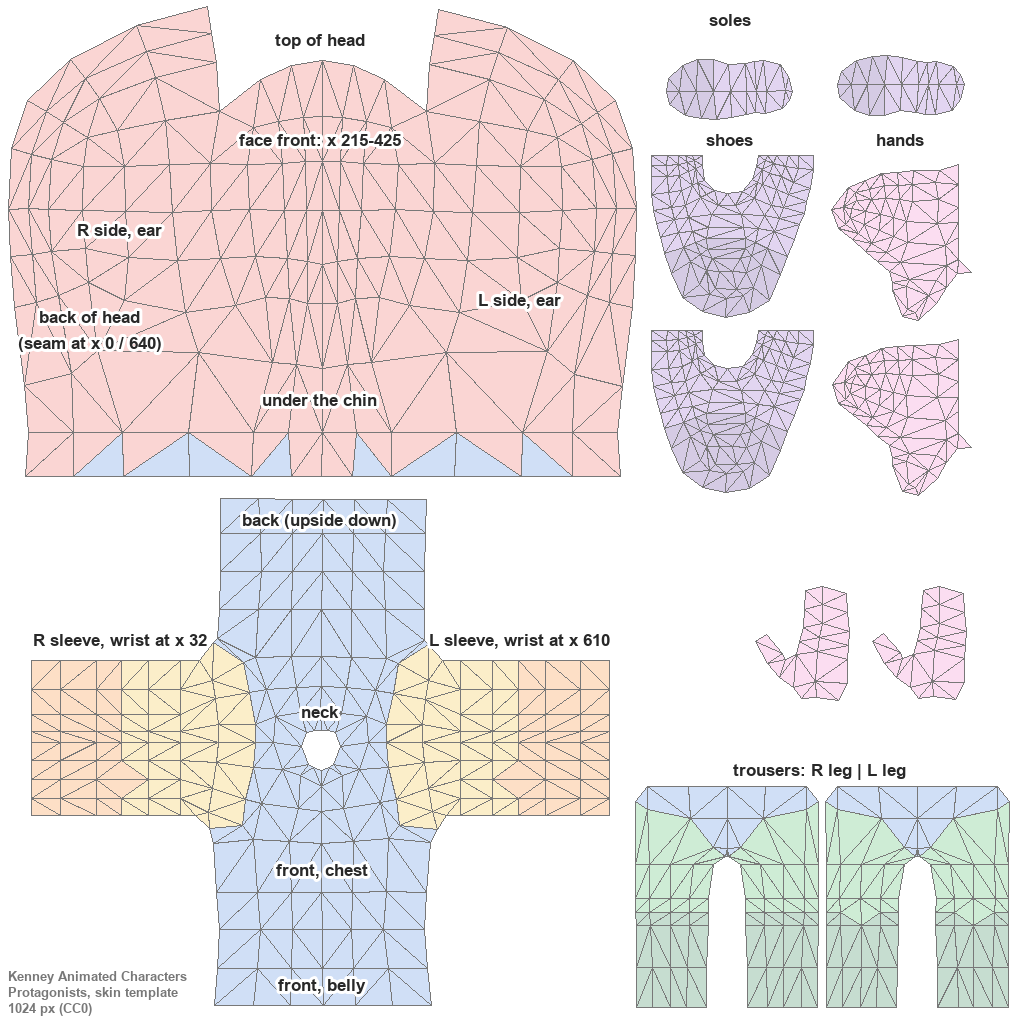 soles
top of head
face front: x 215-425
shoes
hands
R side, ear
L side, ear
back of head
(seam at x 0 / 640)
under the chin
back (upside down)
R sleeve, wrist at x 32
L sleeve, wrist at x 610
neck
trousers: R leg | L leg
front, chest
front, belly
Kenney Animated Characters
Protagonists, skin template
1024 px (CC0)